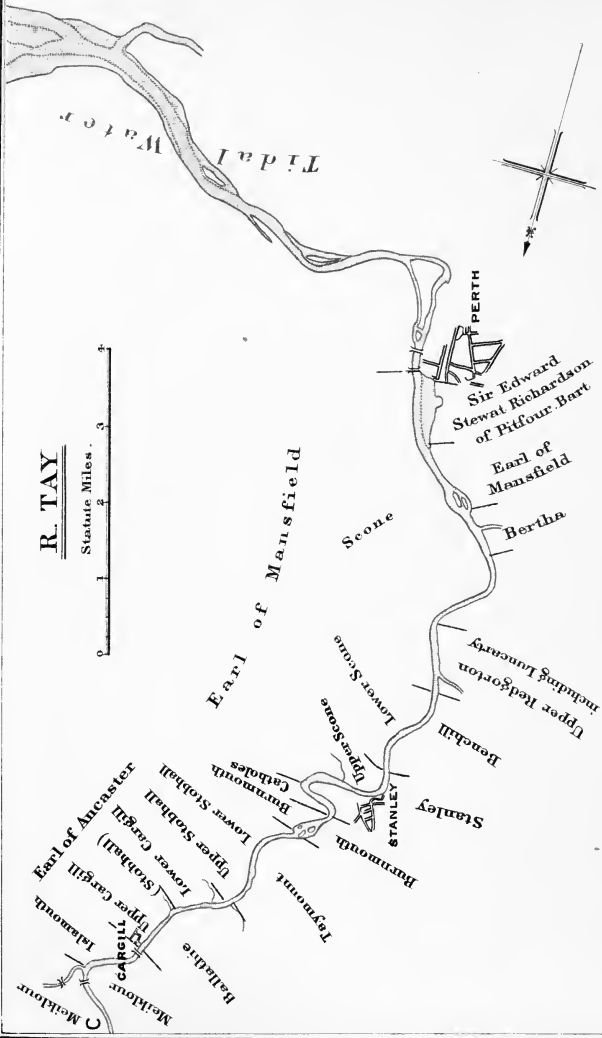 R. TAY
Statute Miles.
0 1 2 3 4
Tidal Water
PERTH
Sir Edward
Stewat Richardson
of Pitfour. Bart
Earl of
Mansfield
Bertha
Scone
Earl of Mansfield
Upper Redgorton
including Luncarty
Lower Scone
Benchill
Upper Scone
Stanley
STANLEY
Catholes
Burnmouth
Burnmouth
Lower Stobhall
Taymount
Upper Stobhall
Lower Cargill
(Stobhall)
Earl of Ancaster
Upper Cargill
Ballathie
CARGILL
Islamouth
Meiklour
Meiklour
C